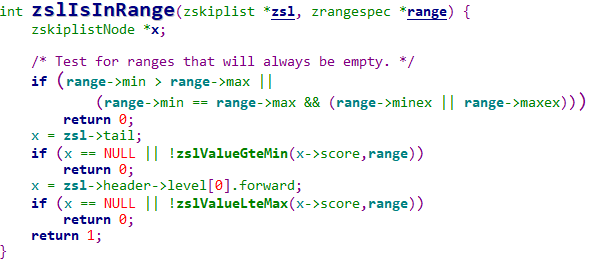 int zslIsInRange(zskiplist *zsl, zrangespec *range) {
    zskiplistNode *x;

    /* Test for ranges that will always be empty. */
    if (range->min > range->max ||
            (range->min == range->max && (range->minex || range->maxex)))
        return 0;
    x = zsl->tail;
    if (x == NULL || !zslValueGteMin(x->score,range))
        return 0;
    x = zsl->header->level[0].forward;
    if (x == NULL || !zslValueLteMax(x->score,range))
        return 0;
    return 1;
}